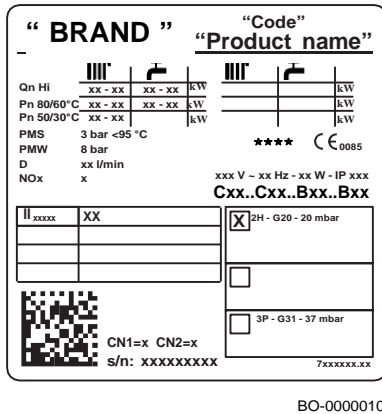 “ BRAND ” “Code”
“Product name”
Qn Hi xx - xx xx - xx kW kW
Pn 80/60°C xx - xx xx - xx kW kW
Pn 50/30°C xx - xx kW kW
PMS 3 bar <95 °C
PMW 8 bar
D xx l/min
NOx x
★★★★ CE 0085
xxx V ~ xx Hz - xx W - IP xxx
Cxx..Cxx..Bxx..Bxx
II xxxxx XX
X 2H - G20 - 20 mbar
3P - G31 - 37 mbar
CN1=x CN2=x
s/n: xxxxxxxxx
7xxxxxx.xx
BO-0000010